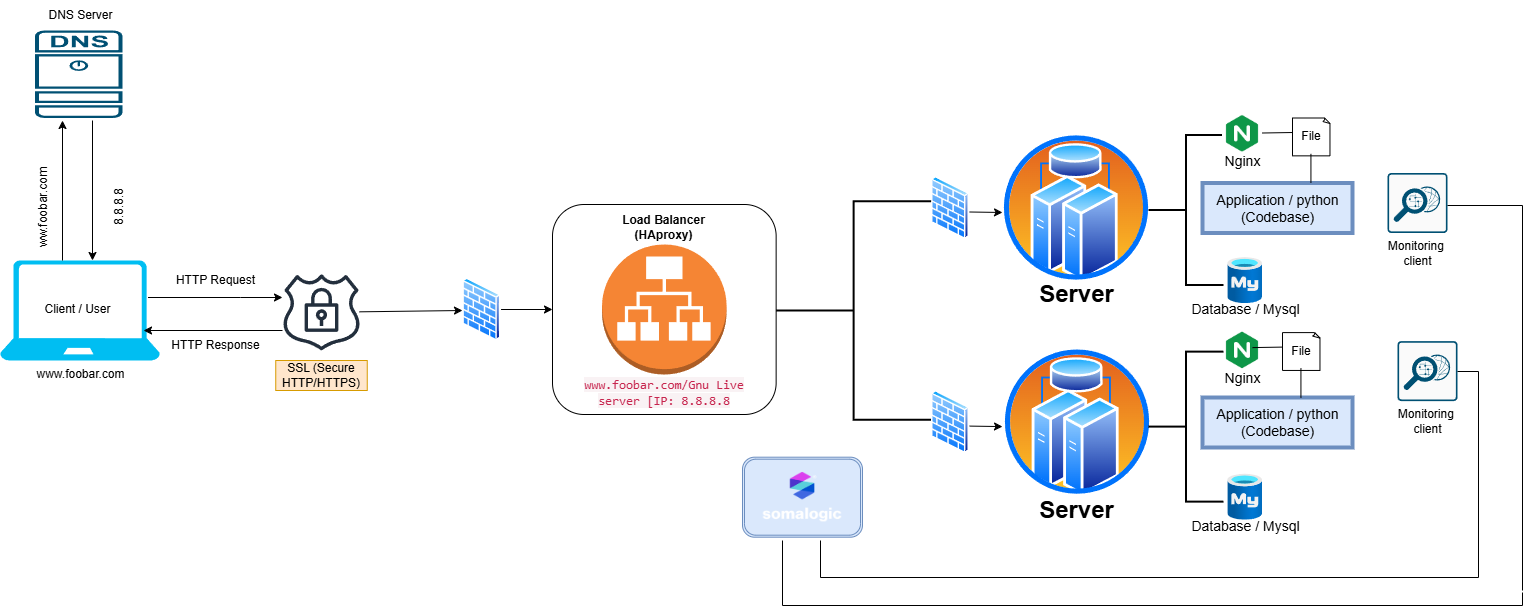 DNS Server
DNS
ww.foobar.com
8.8.8.8
Client / User
www.foobar.com
HTTP Request
HTTP Response
SSL (Secure
HTTP/HTTPS)
Load Balancer
(HAproxy)
www.foobar.com/Gnu Live
server [IP: 8.8.8.8
Server
N
Nginx
File
Application / python
(Codebase)
My
Database / Mysql
Monitoring
client
Server
N
Nginx
File
Application / python
(Codebase)
My
Database / Mysql
Monitoring
client
somalogic